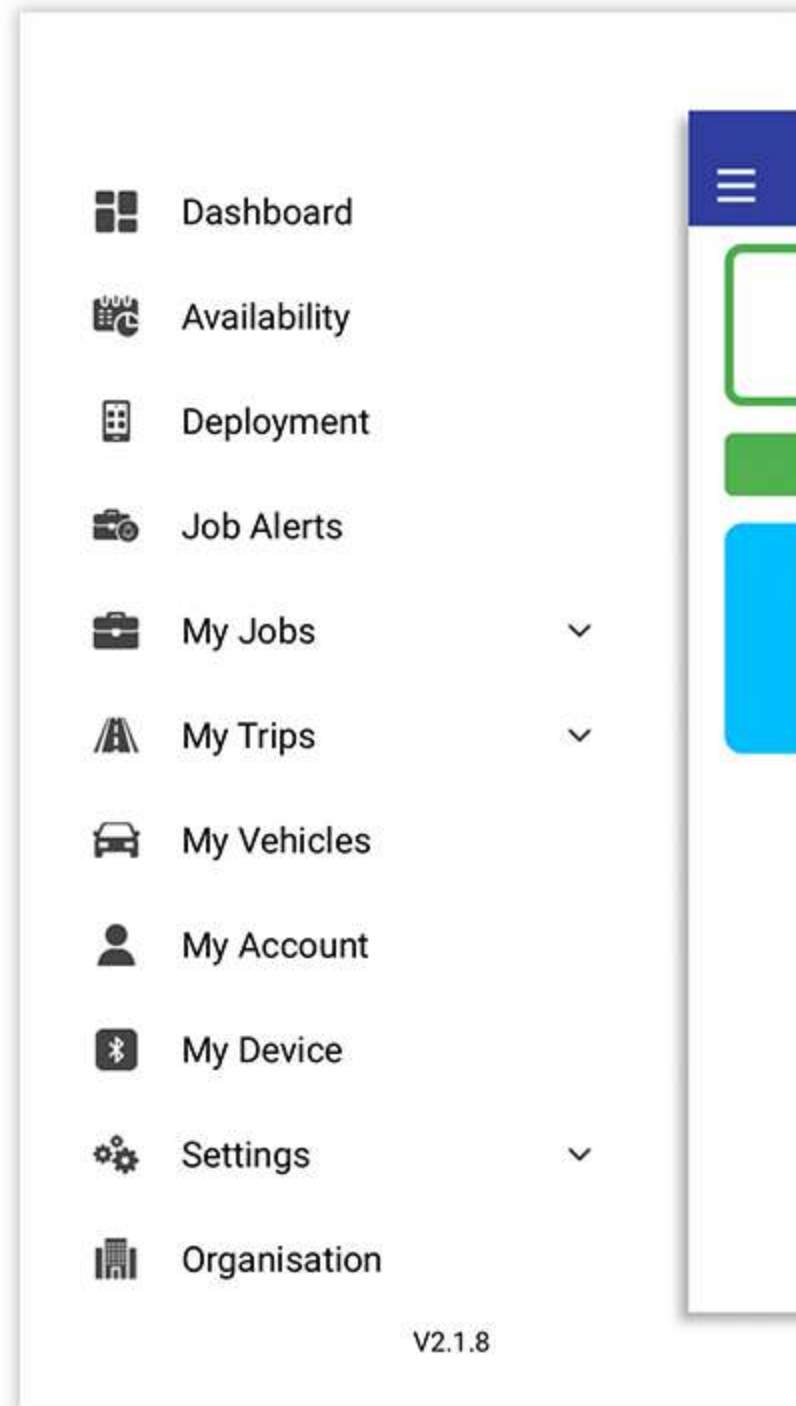 Dashboard
Availability
Deployment
Job Alerts
My Jobs
My Trips
My Vehicles
My Account
My Device
Settings
Organisation
V2.1.8